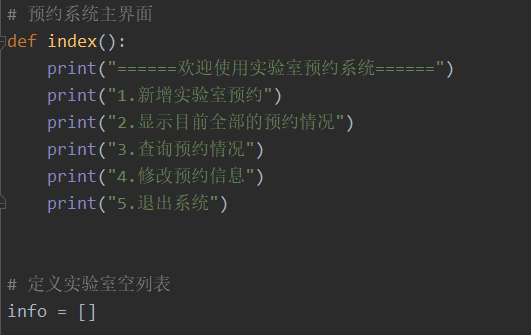 # 预约系统主界面
def index():
    print("======欢迎使用实验室预约系统======")
    print("1.新增实验室预约")
    print("2.显示目前全部的预约情况")
    print("3.查询预约情况")
    print("4.修改预约信息")
    print("5.退出系统")
# 定义实验室空列表
info = []